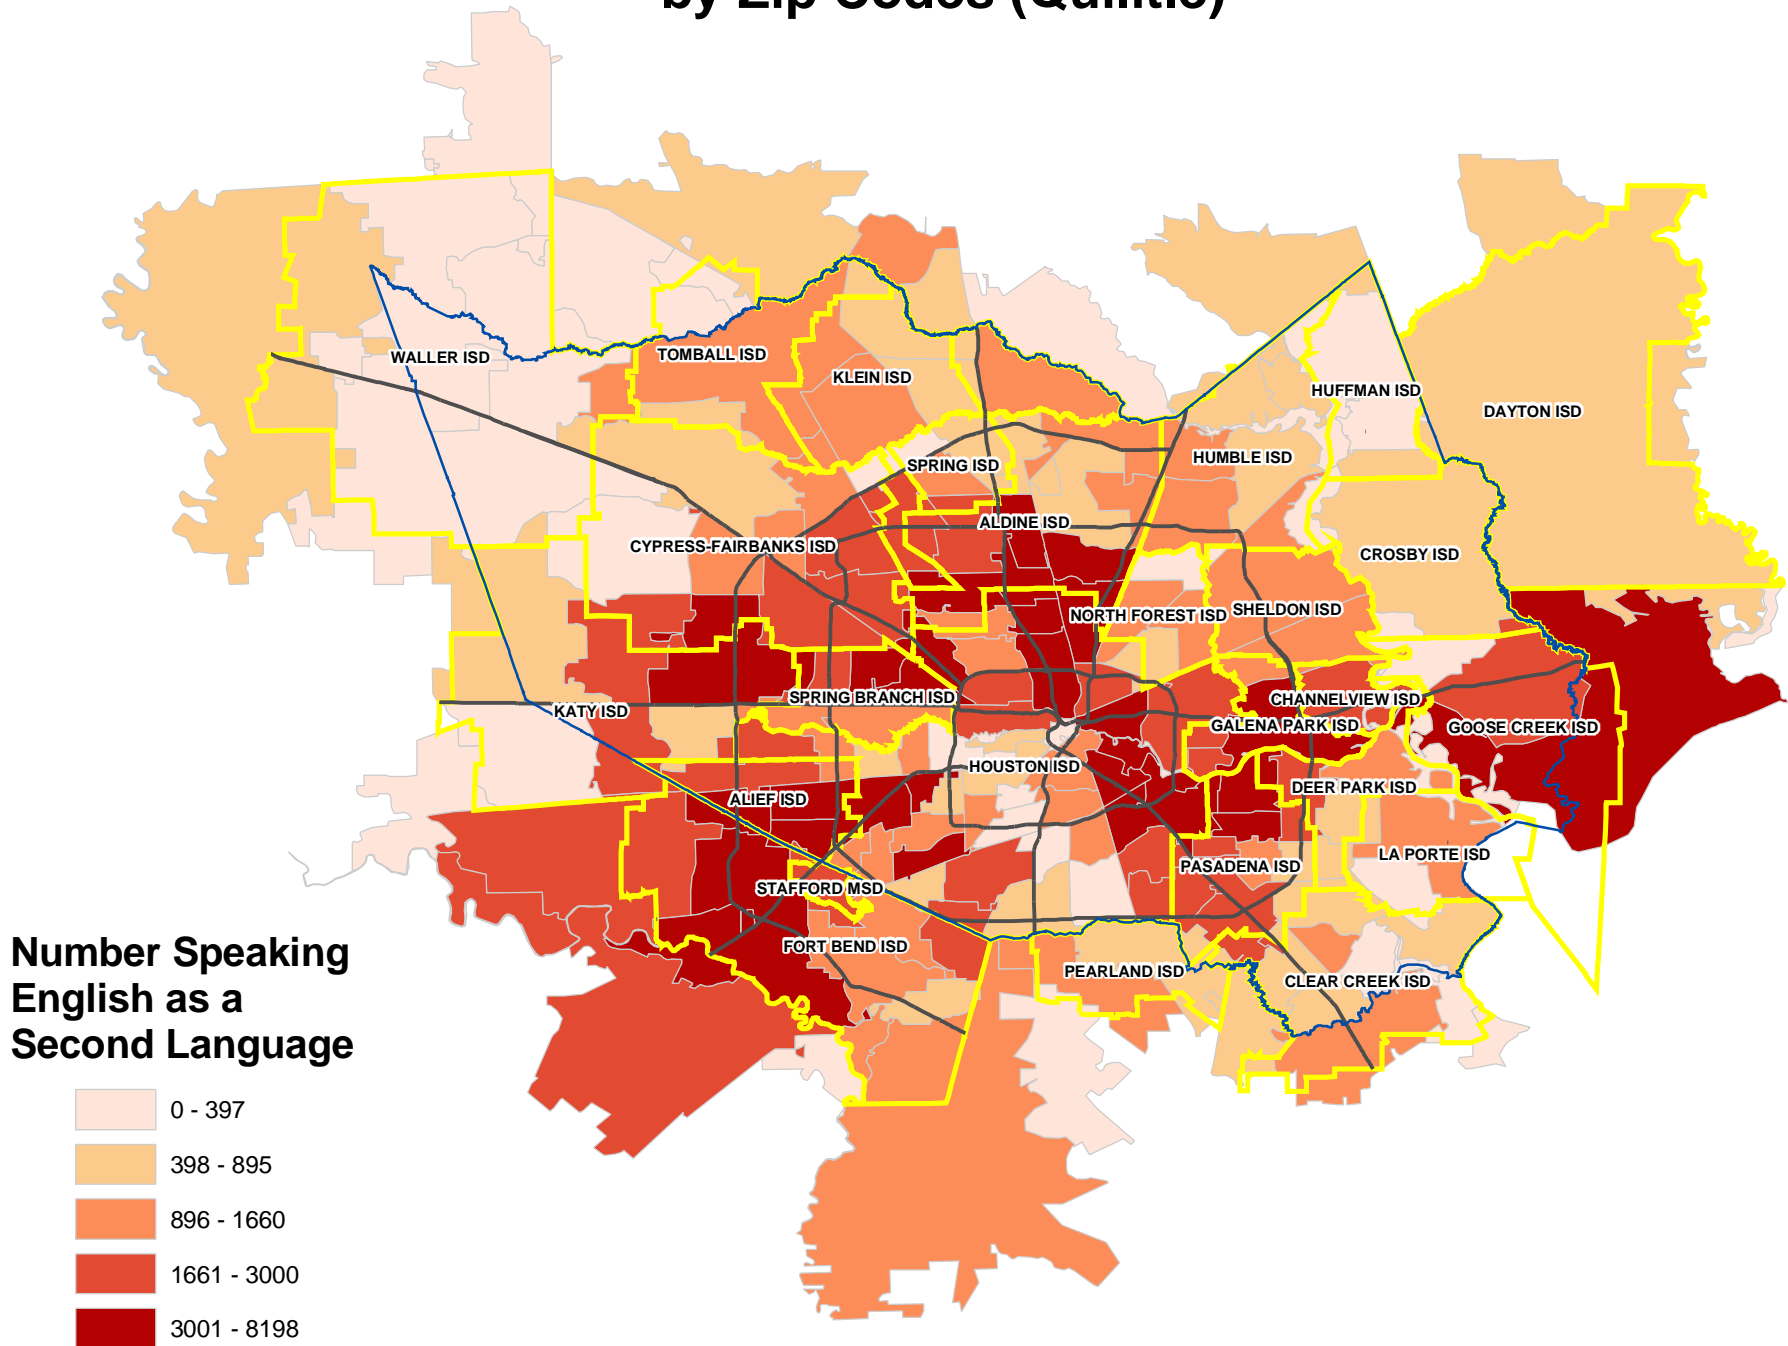 by Zip Codes (Quintile)
WALLER ISD
TOMBALL ISD
KLEIN ISD
HUFFMAN ISD
DAYTON ISD
SPRING ISD
HUMBLE ISD
ALDINE ISD
CYPRESS-FAIRBANKS ISD
CROSBY ISD
NORTH FOREST ISD
SHELDON ISD
SPRING BRANCH ISD
CHANNELVIEW ISD
KATY ISD
GALENA PARK ISD
GOOSE CREEK ISD
HOUSTON ISD
ALIEF ISD
DEER PARK ISD
LA PORTE ISD
PASADENA ISD
STAFFORD MSD
FORT BEND ISD
PEARLAND ISD
CLEAR CREEK ISD
Number Speaking
English as a
Second Language
0 - 397
398 - 895
896 - 1660
1661 - 3000
3001 - 8198